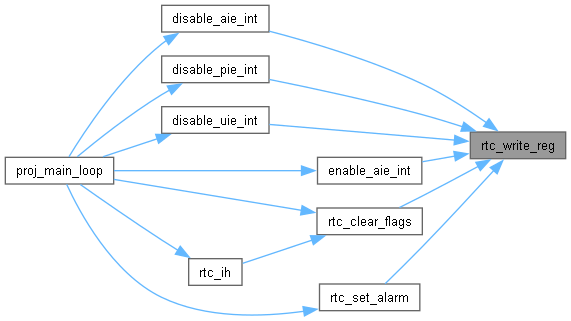 disable_aie_int
disable_pie_int
disable_uie_int
rtc_write_reg
proj_main_loop
enable_aie_int
rtc_clear_flags
rtc_ih
rtc_set_alarm